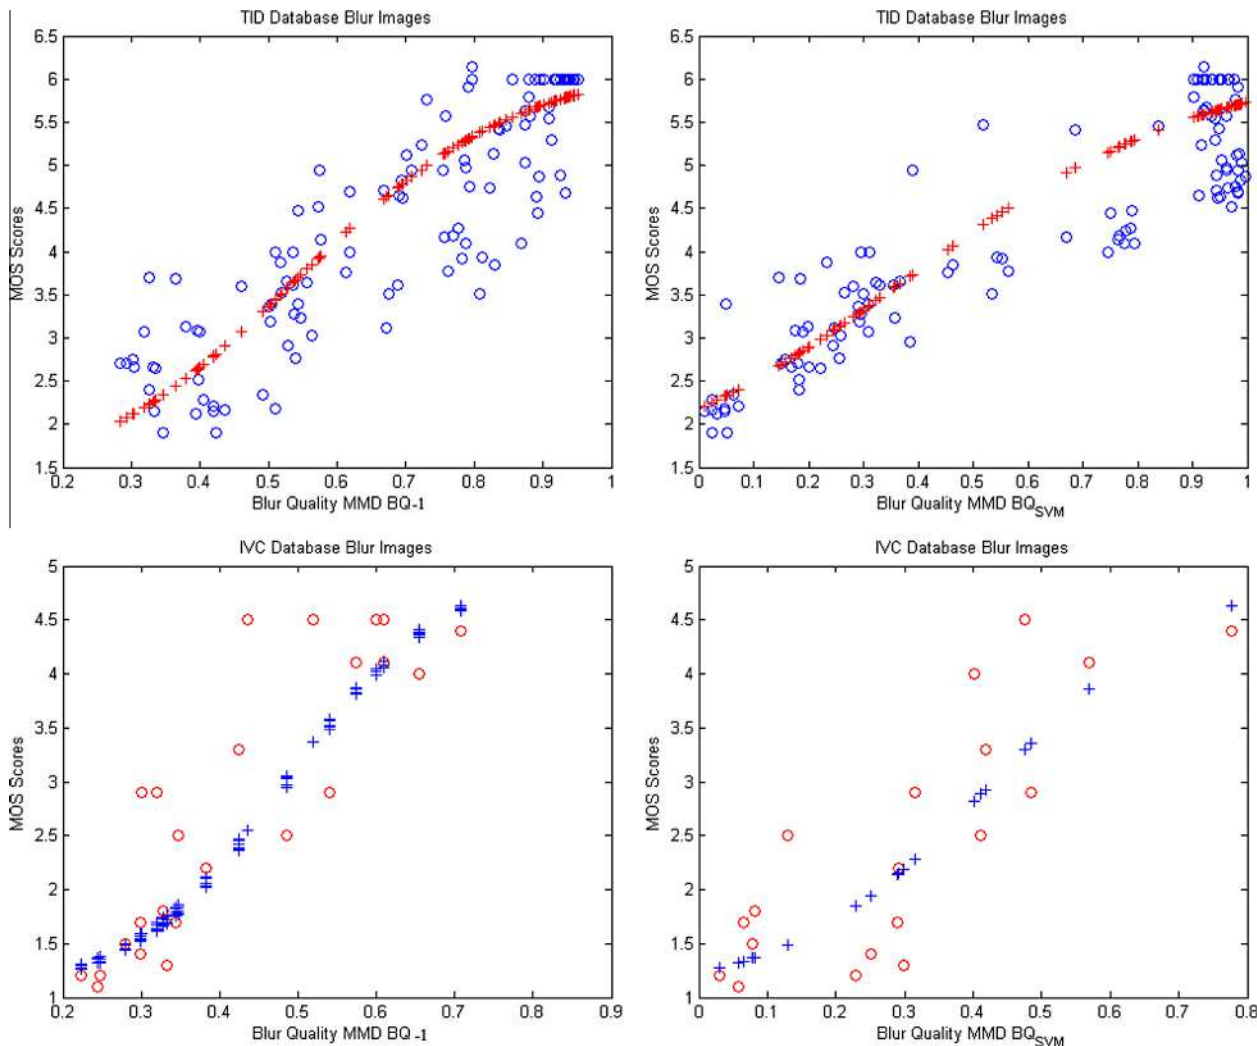 TID Database Blur Images
6.5
6
5.5
5
4.5
4
3.5
3
2.5
2
1.5
MOS Scores
0.2 0.3 0.4 0.5 0.6 0.7 0.8 0.9 1
Blur Quality MMD BQ-1
TID Database Blur Images
6.5
6
5.5
5
4.5
4
3.5
3
2.5
2
1.5
MOS Scores
0 0.1 0.2 0.3 0.4 0.5 0.6 0.7 0.8 0.9 1
Blur Quality MMD BQSVM
IVC Database Blur Images
5
4.5
4
3.5
3
2.5
2
1.5
1
MOS Scores
0.2 0.3 0.4 0.5 0.6 0.7 0.8 0.9
Blur Quality MMD BQ-1
IVC Database Blur Images
5
4.5
4
3.5
3
2.5
2
1.5
1
MOS Scores
0 0.1 0.2 0.3 0.4 0.5 0.6 0.7 0.8
Blur Quality MMD BQSVM